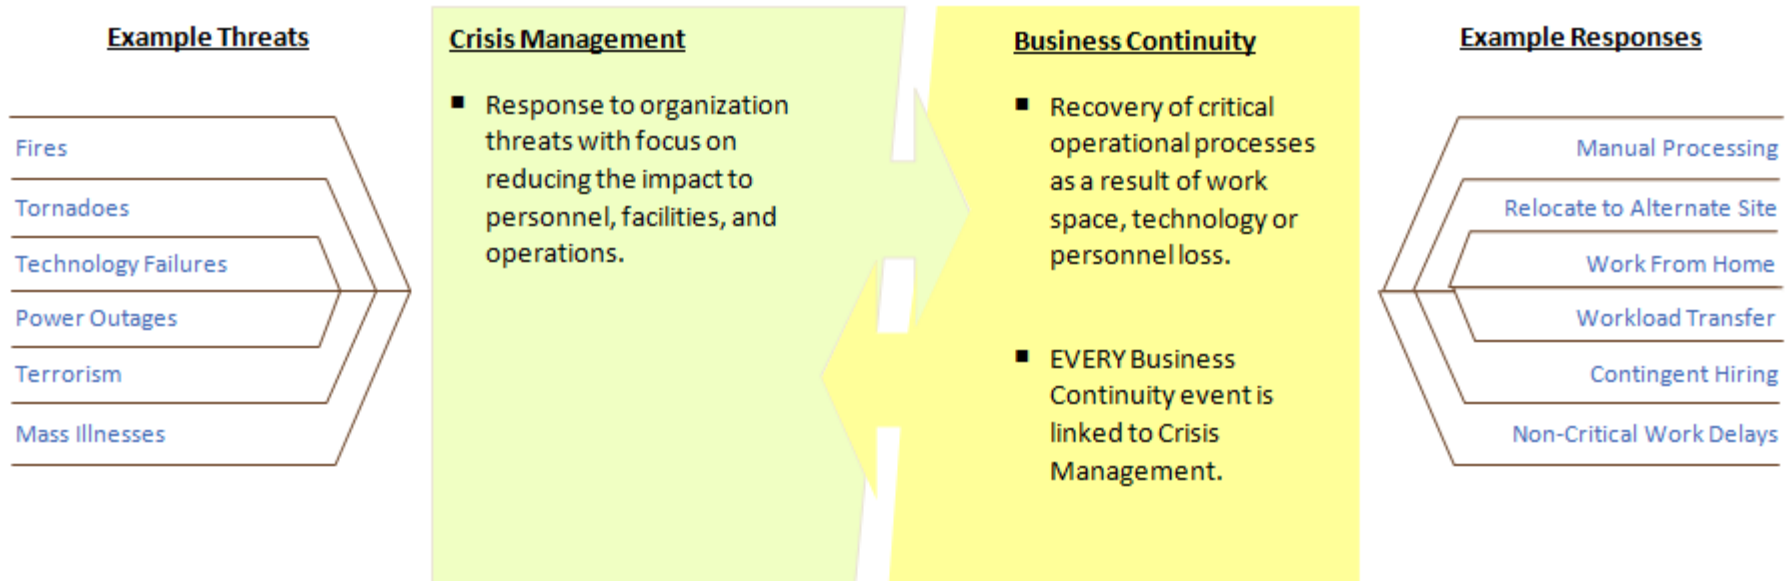 Example Threats
Fires
Tornadoes
Technology Failures
Power Outages
Terrorism
Mass Illnesses
Crisis Management
▪ Response to organization
threats with focus on
reducing the impact to
personnel, facilities, and
operations.
Business Continuity
▪ Recovery of critical
operational processes
as a result of work
space, technology or
personnel loss.
▪ EVERY Business
Continuity event is
linked to Crisis
Management.
Example Responses
Manual Processing
Relocate to Alternate Site
Work From Home
Workload Transfer
Contingent Hiring
Non-Critical Work Delays